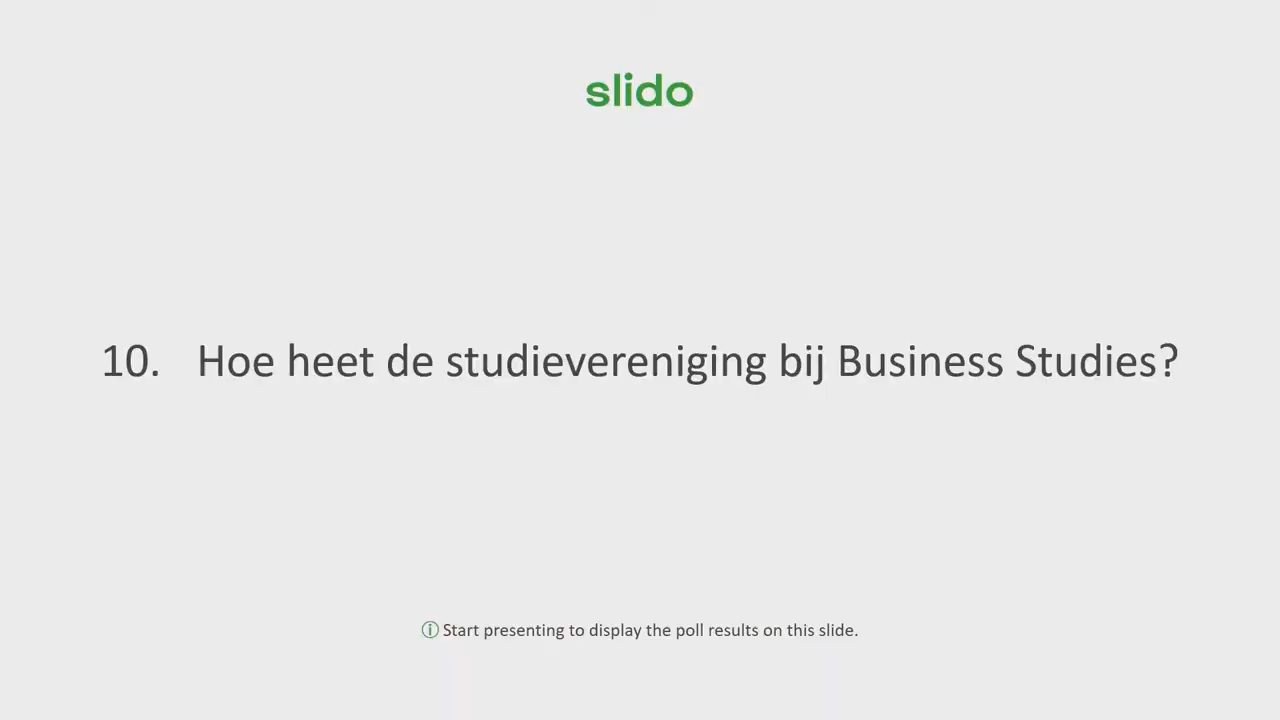 slido
10. Hoe heet de studievereniging bij Business Studies?
ⓘ Start presenting to display the poll results on this slide.